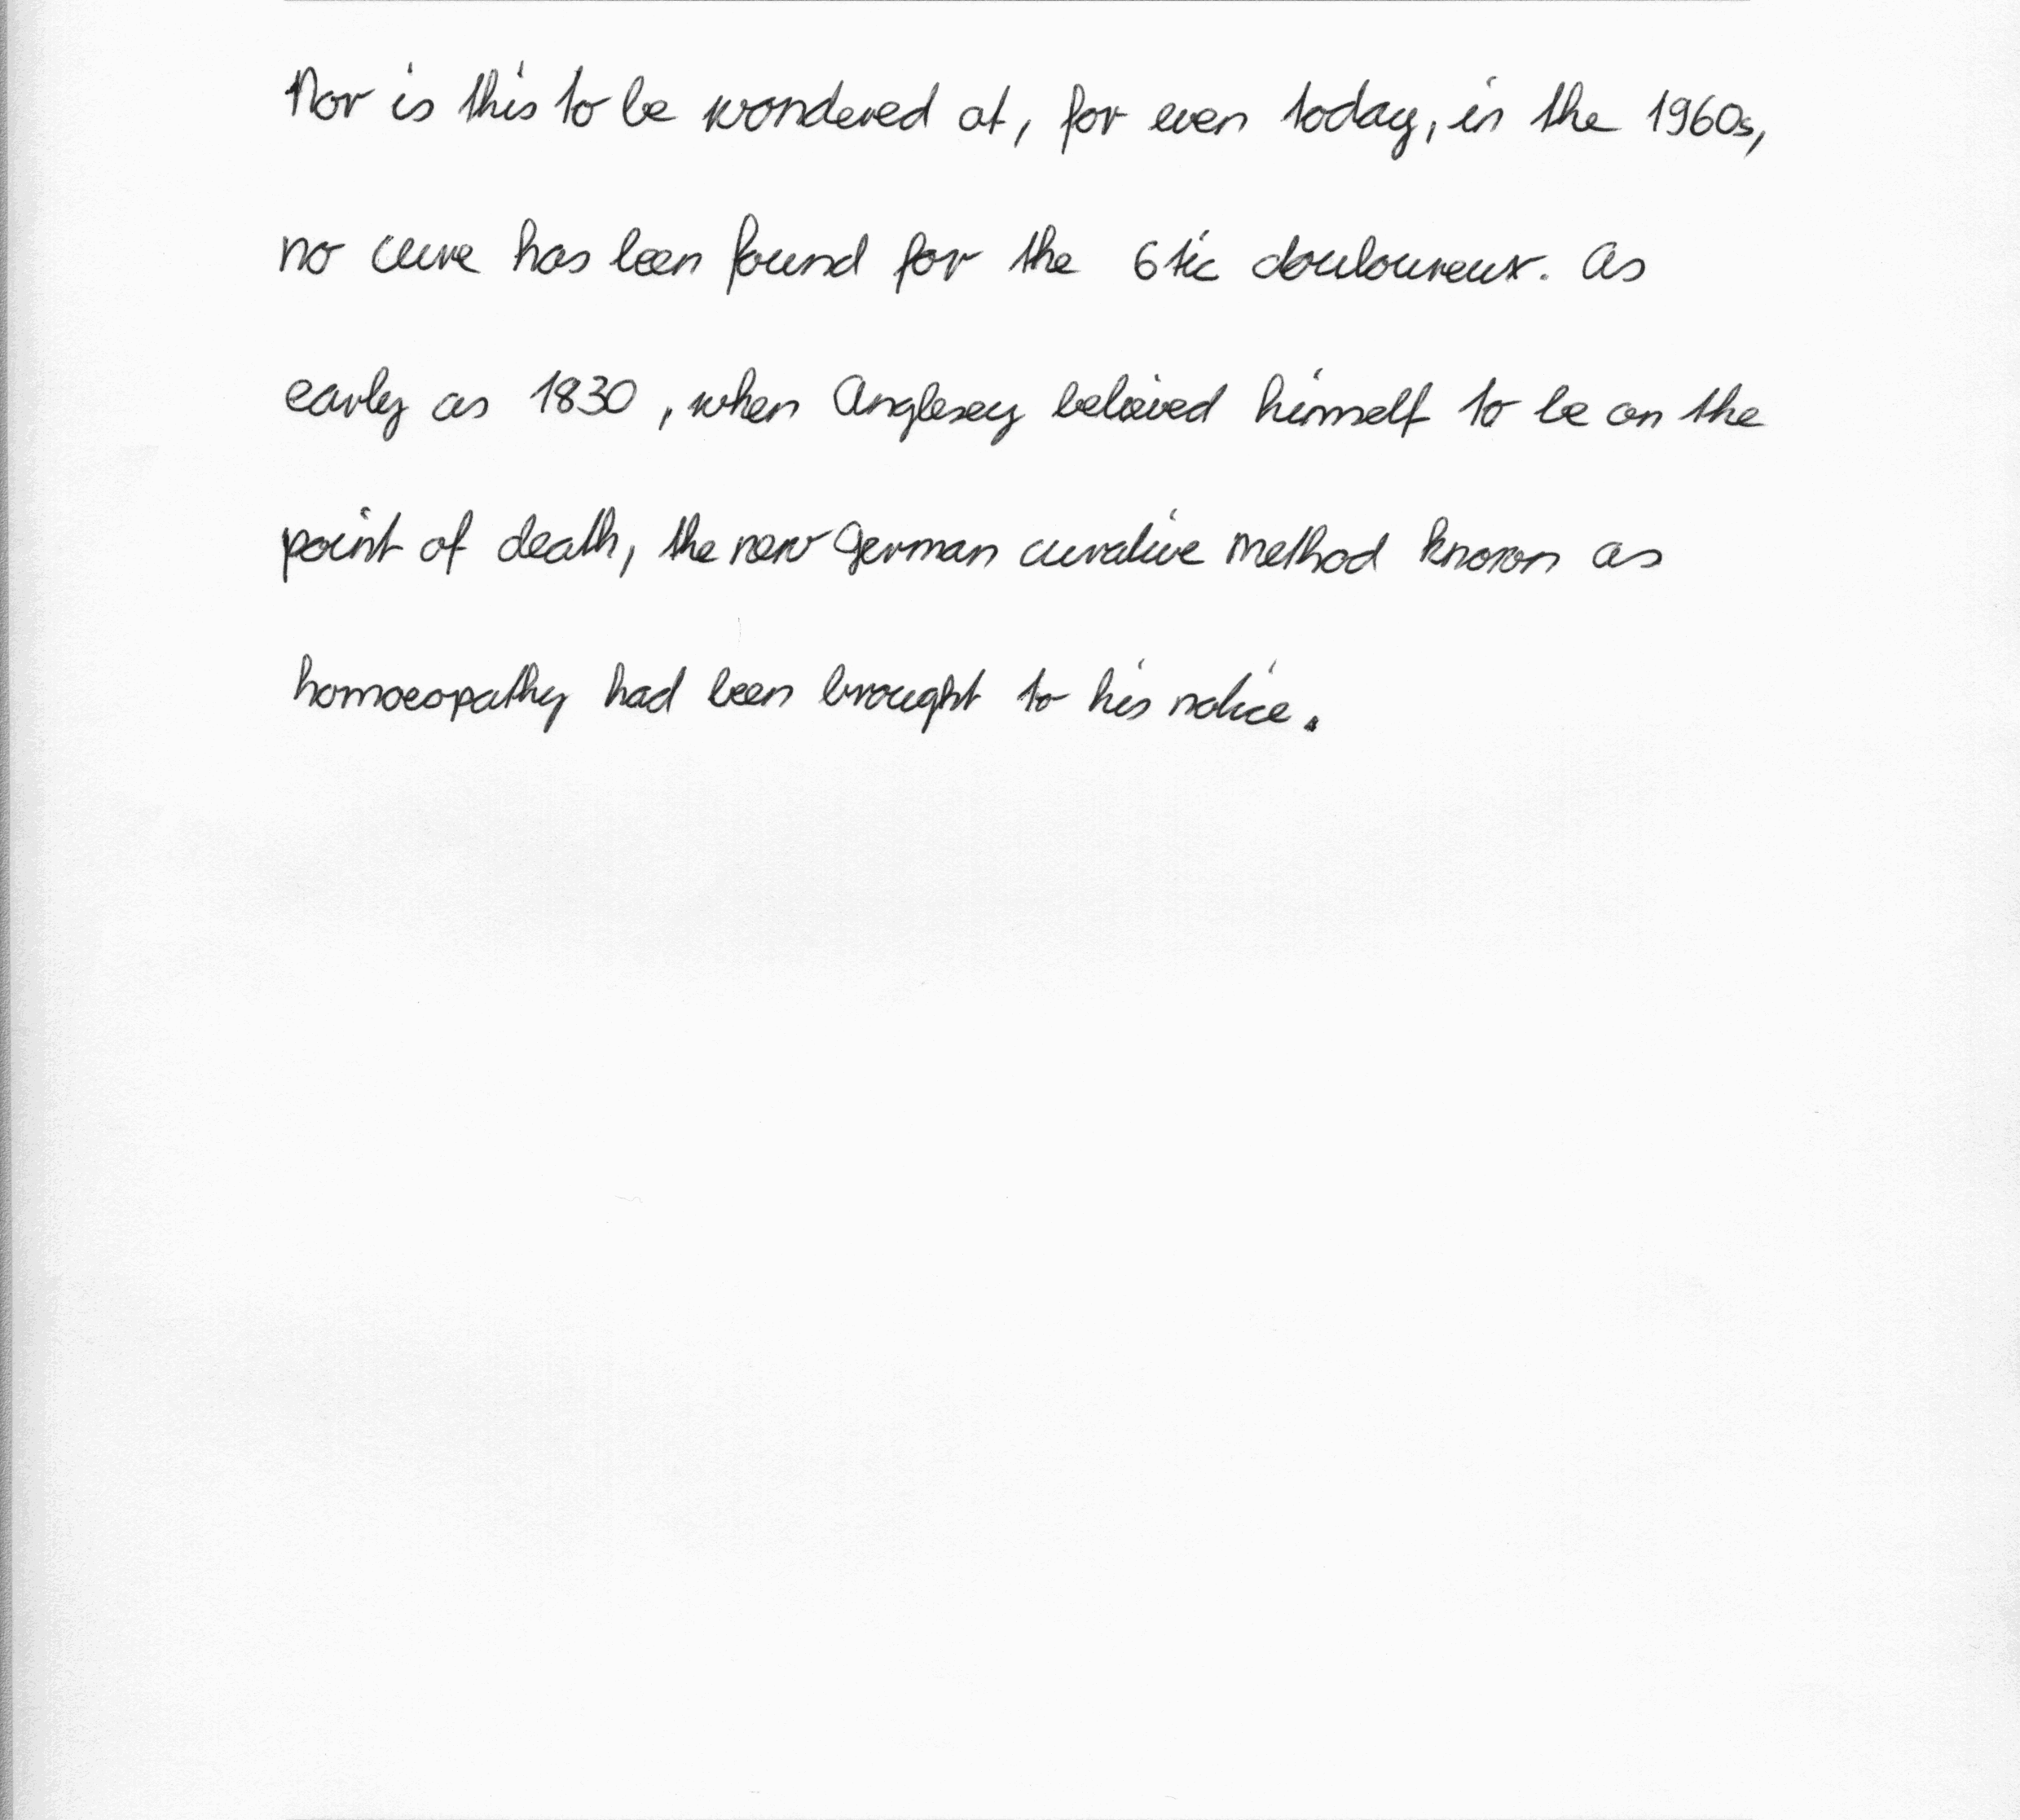 Nor is this to be wondered at, for even today, in the 1960s,
no cure has been found for the 6tic douloureux. As
early as 1830, when Anglesey believed himself to be on the
point of death, the new German curative method known as
homoeopathy had been brought to his notice.